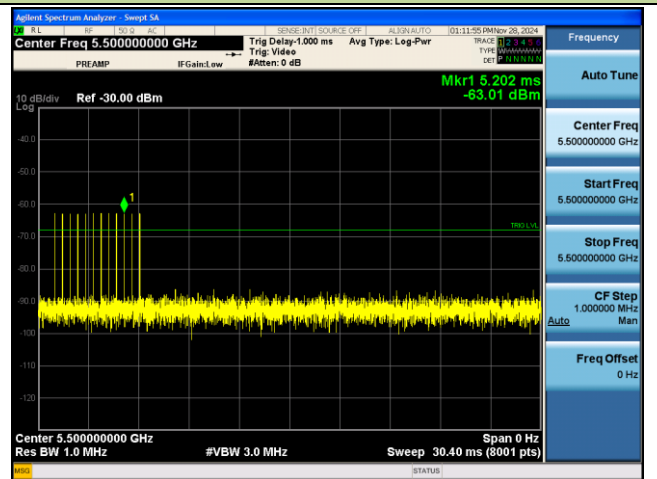 Agilent Spectrum Analyzer - Swept SA
RL RF 50 Ω AC SENSE:INT SOURCE OFF ALIGN AUTO 01:11:55 PM Nov 28, 2024
Center Freq 5.500000000 GHz
Trig Delay-1.000 ms Avg Type: Log-Pwr
TRACE 1 2 3 4 5 6
Trig: Video
TYPE
PREAMP IFGain:Low #Atten: 0 dB
DET P N N N N N
Mkr1 5.202 ms
-63.01 dBm
10 dB/div Ref -30.00 dBm
Log
-40.0
-50.0
-60.0
1
TRIG LVL
-70.0
-80.0
-90.0
-100
-110
-120
Center 5.500000000 GHz Span 0 Hz
Res BW 1.0 MHz #VBW 3.0 MHz Sweep 30.40 ms (8001 pts)
MSG STATUS
Frequency
Auto Tune
Center Freq
5.500000000 GHz
Start Freq
5.500000000 GHz
Stop Freq
5.500000000 GHz
CF Step
1.000000 MHz
Auto Man
Freq Offset
0 Hz